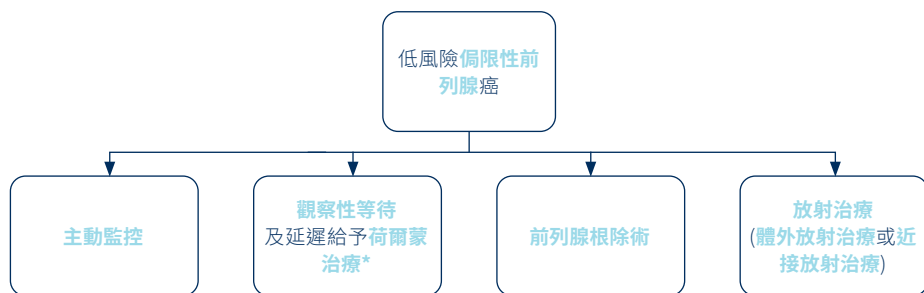 低風險侷限性前
列腺癌
主動監控
觀察性等待
及延遲給予荷爾蒙
治療*
前列腺根除術
放射治療
(體外放射治療或近
接放射治療)